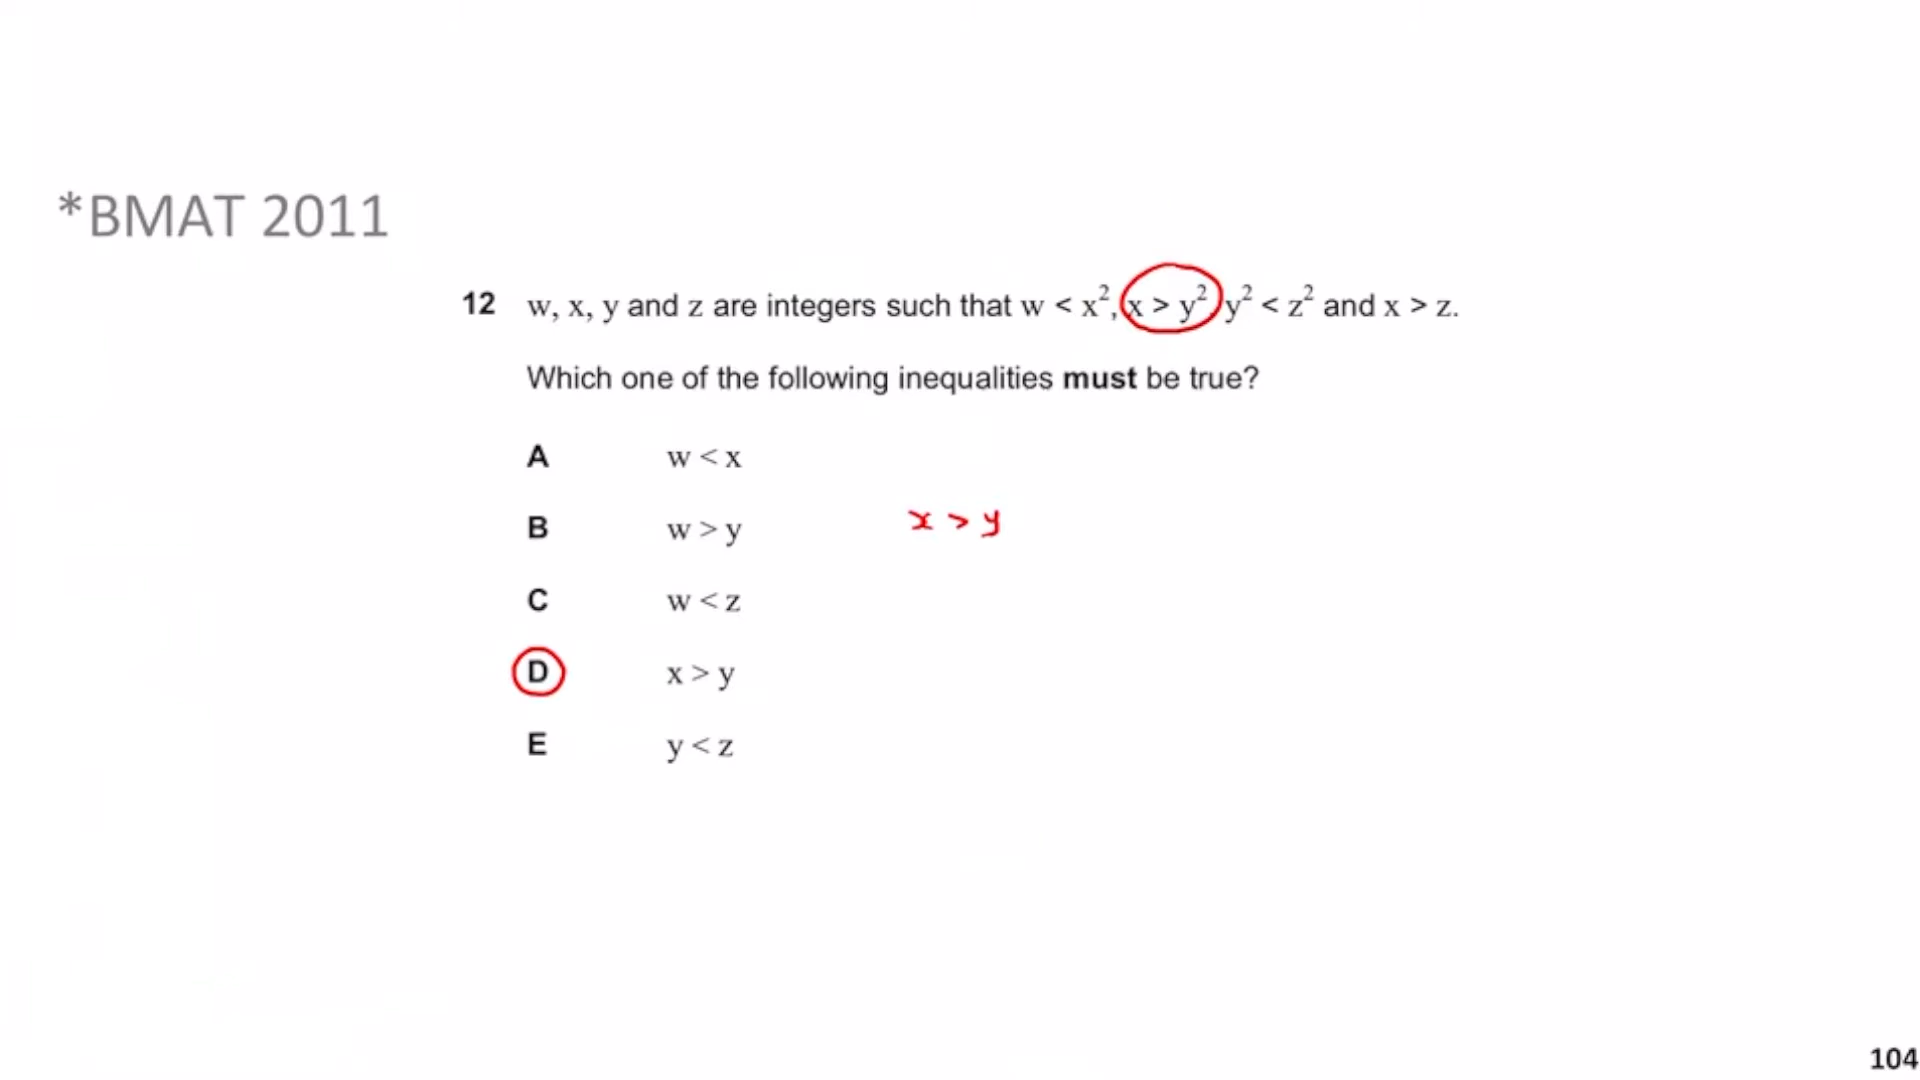 *BMAT 2011
12 w, x, y and z are integers such that w < x², x > y² y² < z² and x > z.
Which one of the following inequalities must be true?
A w < x
B w > y
x > y
C w < z
D x > y
E y < z
104